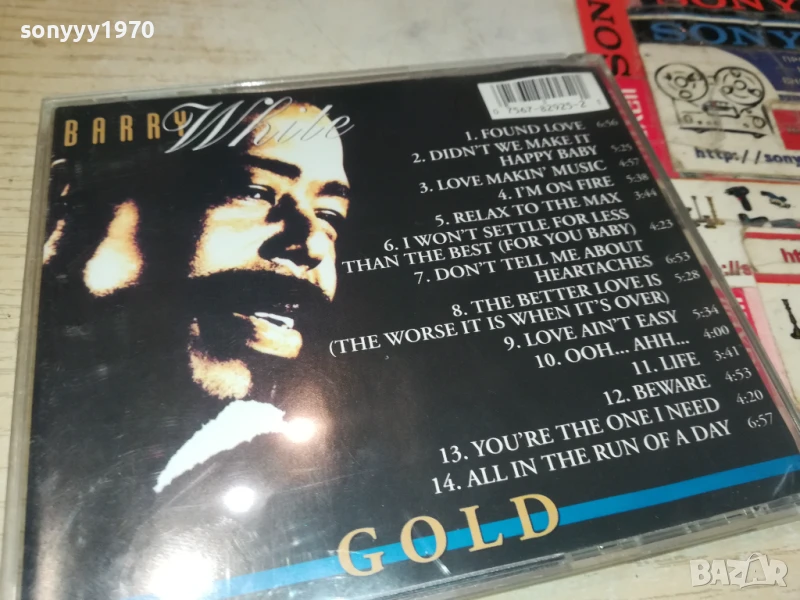 sonyyy1970
SONY
SON
SONY
http://sony
BARRY White
0 7567-82925-2
1. FOUND LOVE 6:56
2. DIDN'T WE MAKE IT
HAPPY BABY 5:25
3. LOVE MAKIN' MUSIC 4:57
4. I'M ON FIRE 5:38
5. RELAX TO THE MAX 3:44
6. I WON'T SETTLE FOR LESS
THAN THE BEST (FOR YOU BABY) 4:23
7. DON'T TELL ME ABOUT
HEARTACHES 6:53
8. THE BETTER LOVE IS 5:28
(THE WORSE IT IS WHEN IT'S OVER)
9. LOVE AIN'T EASY 5:34
10. OOH... AHH... 4:00
11. LIFE 3:41
12. BEWARE 4:53
13. YOU'RE THE ONE I NEED 4:20
14. ALL IN THE RUN OF A DAY 6:57
GOLD
BAZAR